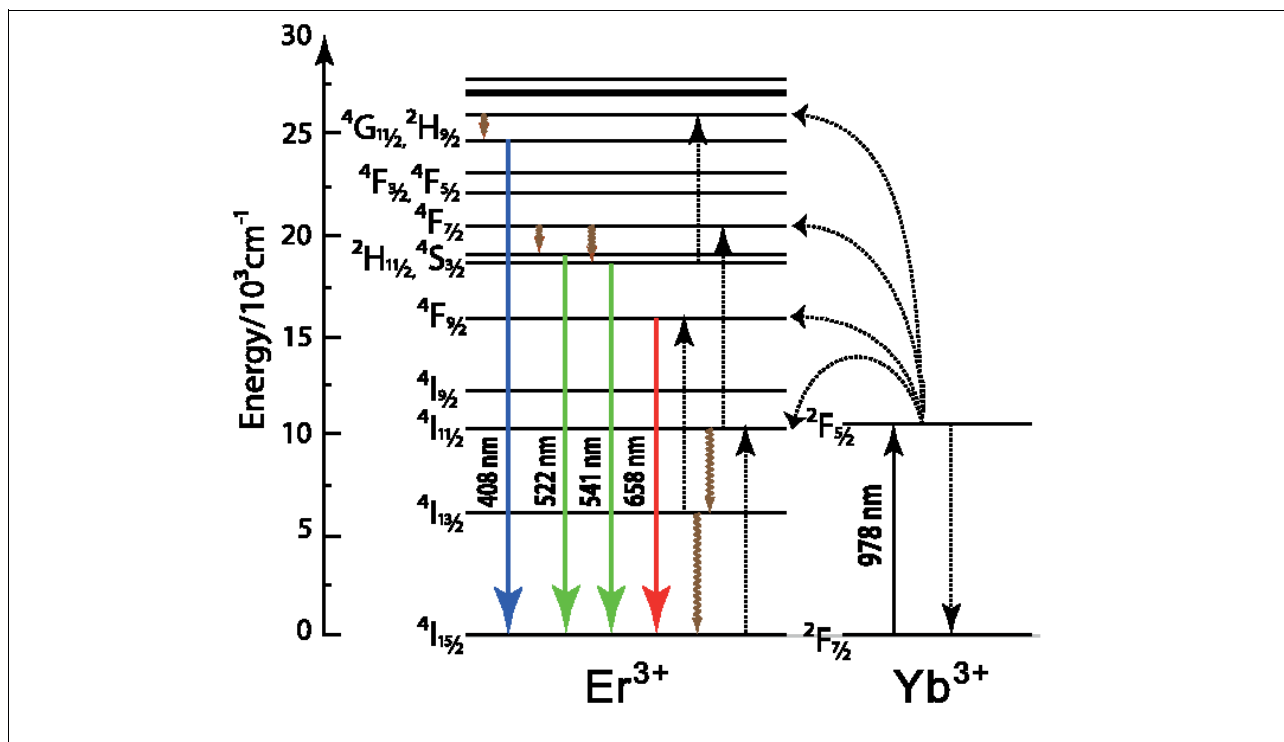 30
25
20
15
10
5
0
Energy/10³cm⁻¹
⁴G₁₁/₂, ²H₉/₂
⁴F₃/₂, ⁴F₅/₂
⁴F₇/₂
²H₁₁/₂, ⁴S₃/₂
⁴F₉/₂
⁴I₉/₂
⁴I₁₁/₂
⁴I₁₃/₂
⁴I₁₅/₂
408 nm
522 nm
541 nm
658 nm
²F₅/₂
978 nm
²F₇/₂
Er³⁺
Yb³⁺